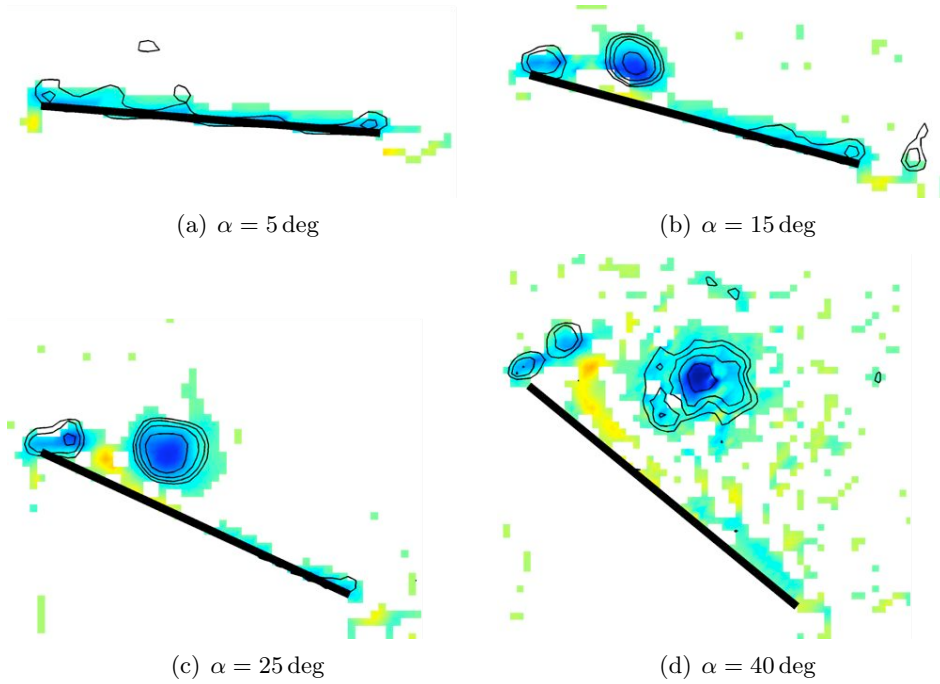 (a) α = 5 deg
(b) α = 15 deg
(c) α = 25 deg
(d) α = 40 deg